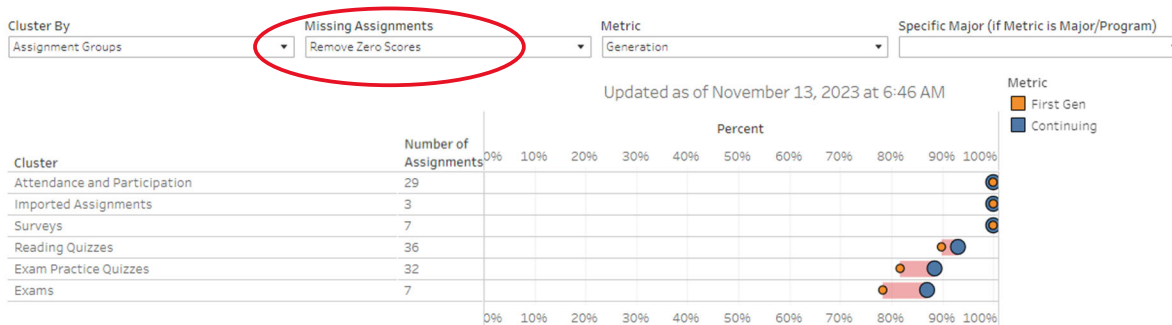 Cluster By Missing Assignments Metric Specific Major (if Metric is Major/Program)
Assignment Groups Remove Zero Scores Generation
Updated as of November 13, 2023 at 6:46 AM
Metric
First Gen
Continuing
Percent
Cluster Number of Assignments 0% 10% 20% 30% 40% 50% 60% 70% 80% 90% 100%
Attendance and Participation 29
Imported Assignments 3
Surveys 7
Reading Quizzes 36
Exam Practice Quizzes 32
Exams 7
0% 10% 20% 30% 40% 50% 60% 70% 80% 90% 100%